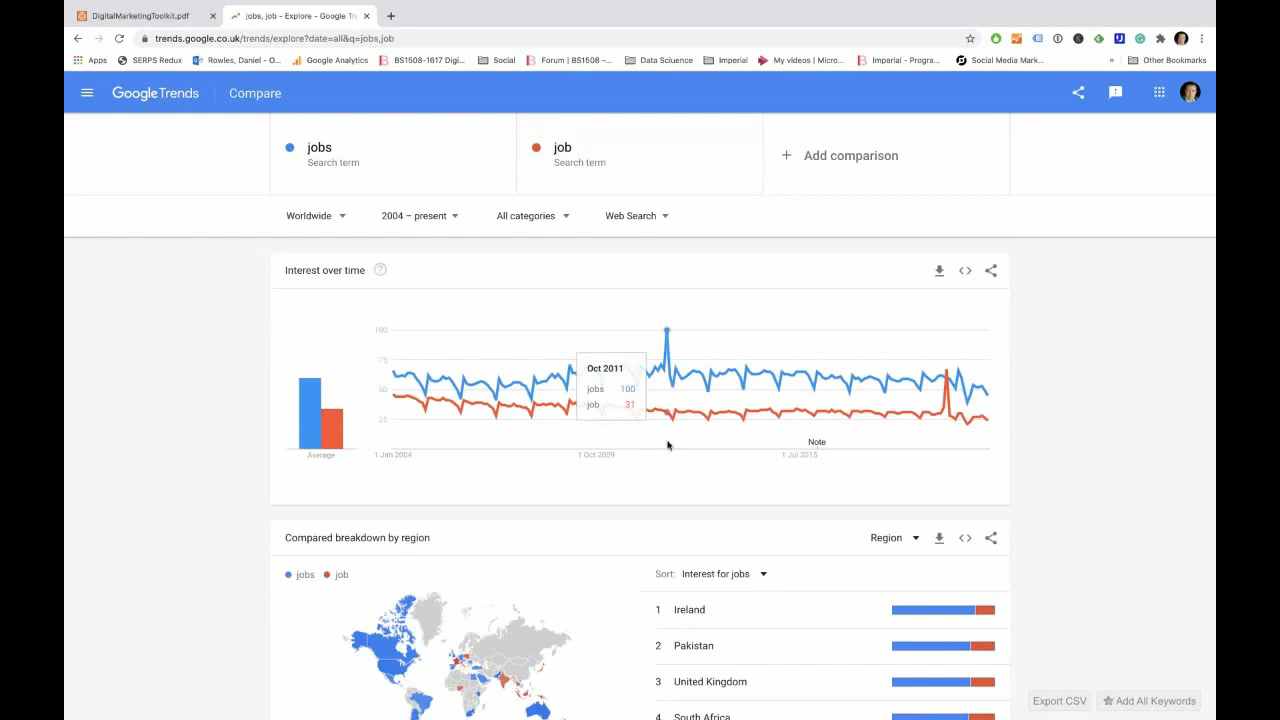 DigitalMarketingToolkit.pdf
jobs, job - Explore - Google Tr
trends.google.co.uk/trends/explore?date=all&q=jobs,job
Apps
SERPS Redux
Rowles, Daniel - O...
Google Analytics
BS1508-1617 Digi...
Social
Forum | BS1508 –...
Data Sciuence
Imperial
My videos | Micro...
Imperial - Progra...
Social Media Mark...
»
Other Bookmarks
Google Trends
Compare
jobs
Search term
job
Search term
+ Add comparison
Worldwide
2004 – present
All categories
Web Search
Interest over time
100
75
50
25
Oct 2011
jobs 100
job 31
Note
Average
1 Jan 2004
1 Oct 2009
1 Jul 2015
Compared breakdown by region
Region
jobs
job
Sort: Interest for jobs
1 Ireland
2 Pakistan
3 United Kingdom
4 South Africa
Export CSV
Add All Keywords